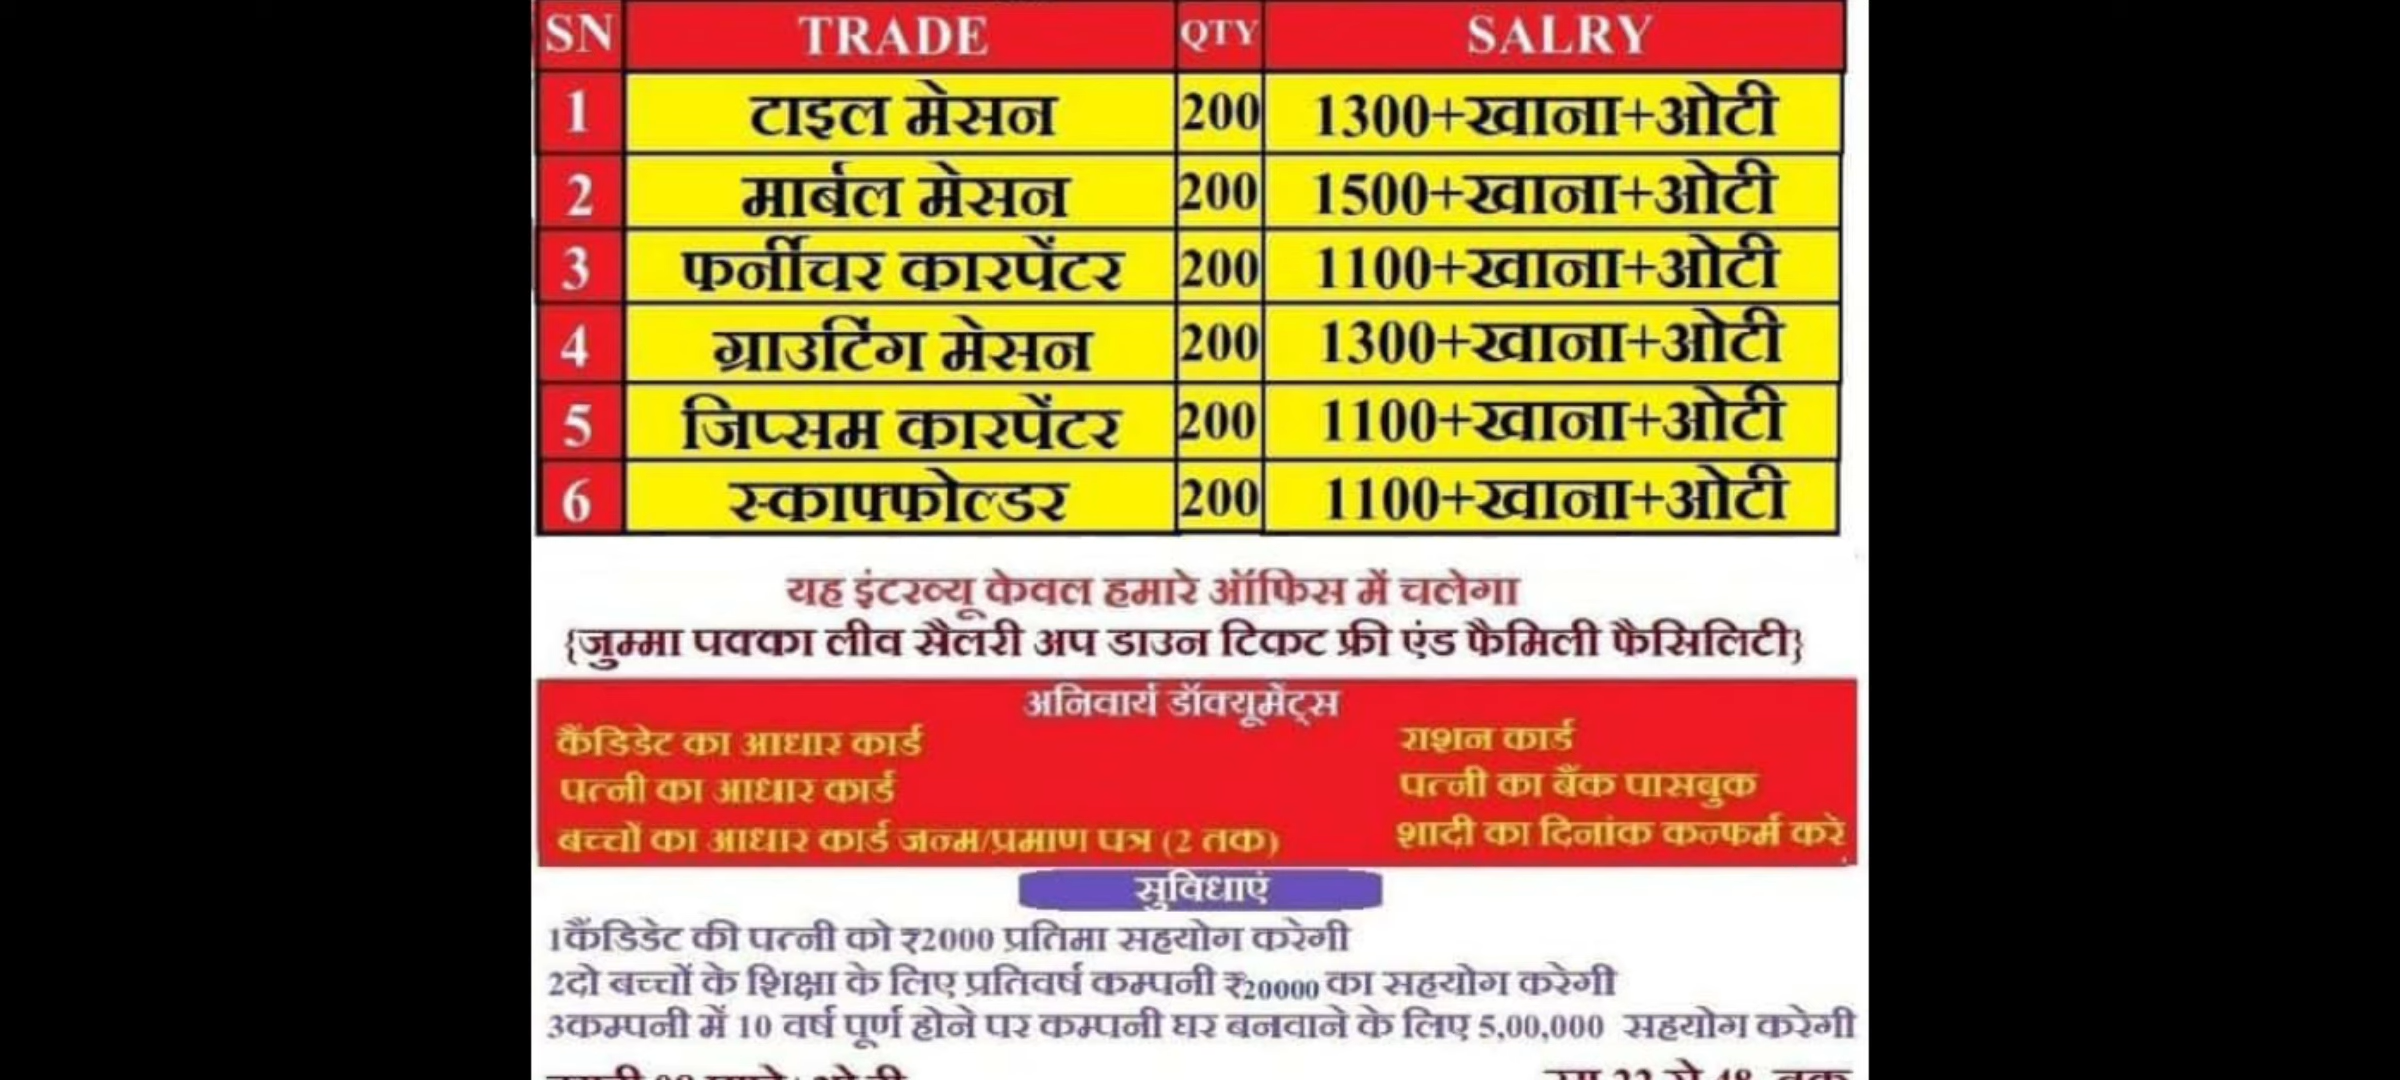 SN TRADE QTY SALRY
1 टाइल मेसन 200 1300+खाना+ओटी
2 मार्बल मेसन 200 1500+खाना+ओटी
3 फर्नीचर कारपेंटर 200 1100+खाना+ओटी
4 ग्राउटिंग मेसन 200 1300+खाना+ओटी
5 जिप्सम कारपेंटर 200 1100+खाना+ओटी
6 स्काफ्फोल्डर 200 1100+खाना+ओटी
यह इंटरव्यू केवल हमारे ऑफिस में चलेगा
{जुम्मा पक्का लीव सैलरी अप डाउन टिकट फ्री एंड फैमिली फैसिलिटी}
अनिवार्य डॉक्यूमेंट्स
कैंडिडेट का आधार कार्ड राशन कार्ड
पत्नी का आधार कार्ड पत्नी का बैंक पासबुक
बच्चों का आधार कार्ड जन्म/प्रमाण पत्र (2 तक) शादी का दिनांक कन्फर्म करे
सुविधाएं
1कैंडिडेट की पत्नी को ₹2000 प्रतिमा सहयोग करेगी
2दो बच्चों के शिक्षा के लिए प्रतिवर्ष कम्पनी ₹20000 का सहयोग करेगी
3कम्पनी में 10 वर्ष पूर्ण होने पर कम्पनी घर बनवाने के लिए 5,00,000 सहयोग करेगी